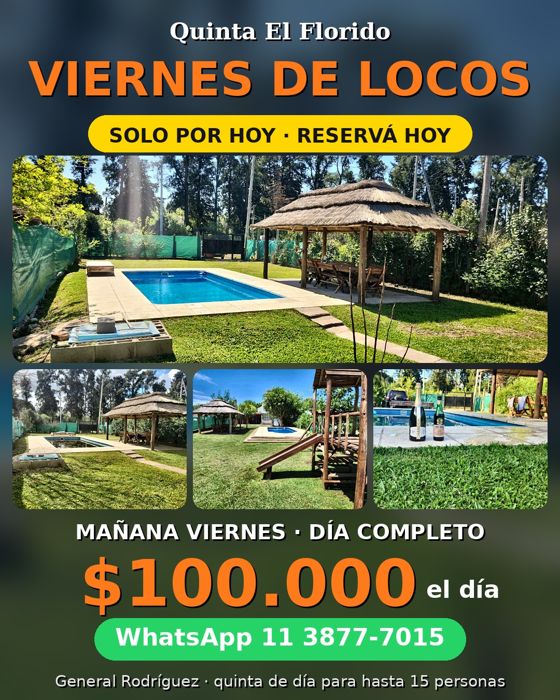 Quinta El Florido
VIERNES DE LOCOS
SOLO POR HOY · RESERVÁ HOY
MAÑANA VIERNES · DÍA COMPLETO
$100.000 el día
WhatsApp 11 3877-7015
General Rodríguez · quinta de día para hasta 15 personas